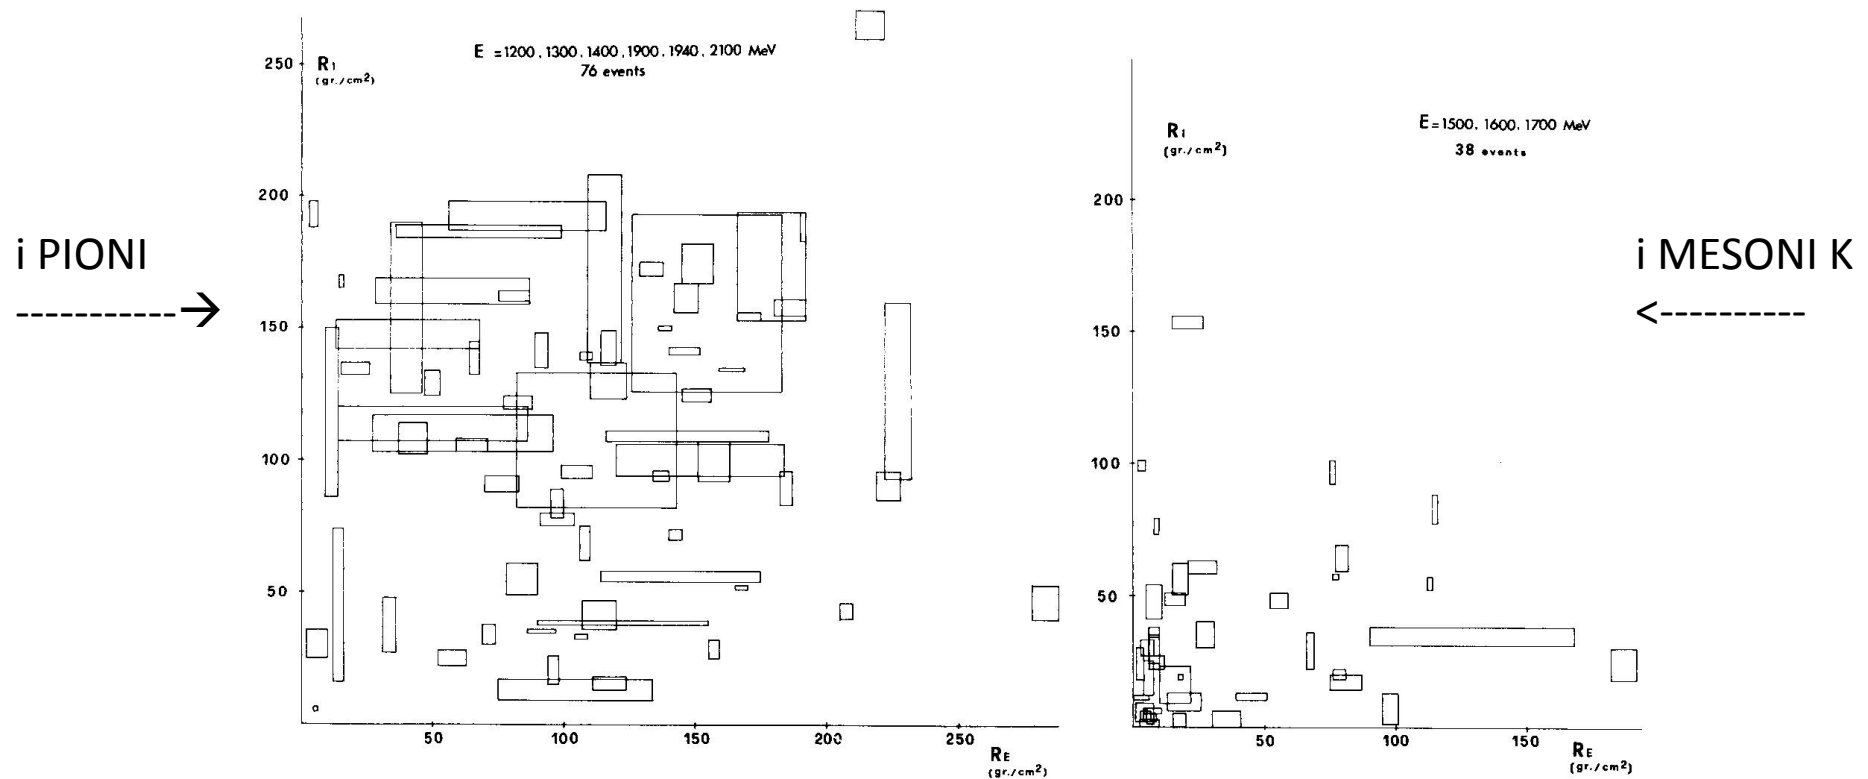 i PIONI
----------->
250
R1
(gr./cm2)
E =1200, 1300, 1400, 1900, 1940, 2100 MeV
76 events
200
150
100
50
50
100
150
200
250
RE
(gr./cm2)
R1
(gr./cm2)
E=1500, 1600, 1700 MeV
38 events
200
150
100
50
50
100
150
RE
(gr./cm2)
i MESONI K
<----------